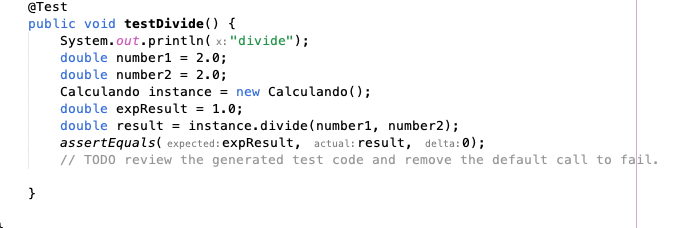 @Test
public void testDivide() {
System.out.println( x: "divide");
double number1 = 2.0;
double number2 = 2.0;
Calculando instance = new Calculando();
double expResult = 1.0;
double result = instance.divide(number1, number2);
assertEquals( expected: expResult, actual: result, delta: 0);
// TODO review the generated test code and remove the default call to fail.
}